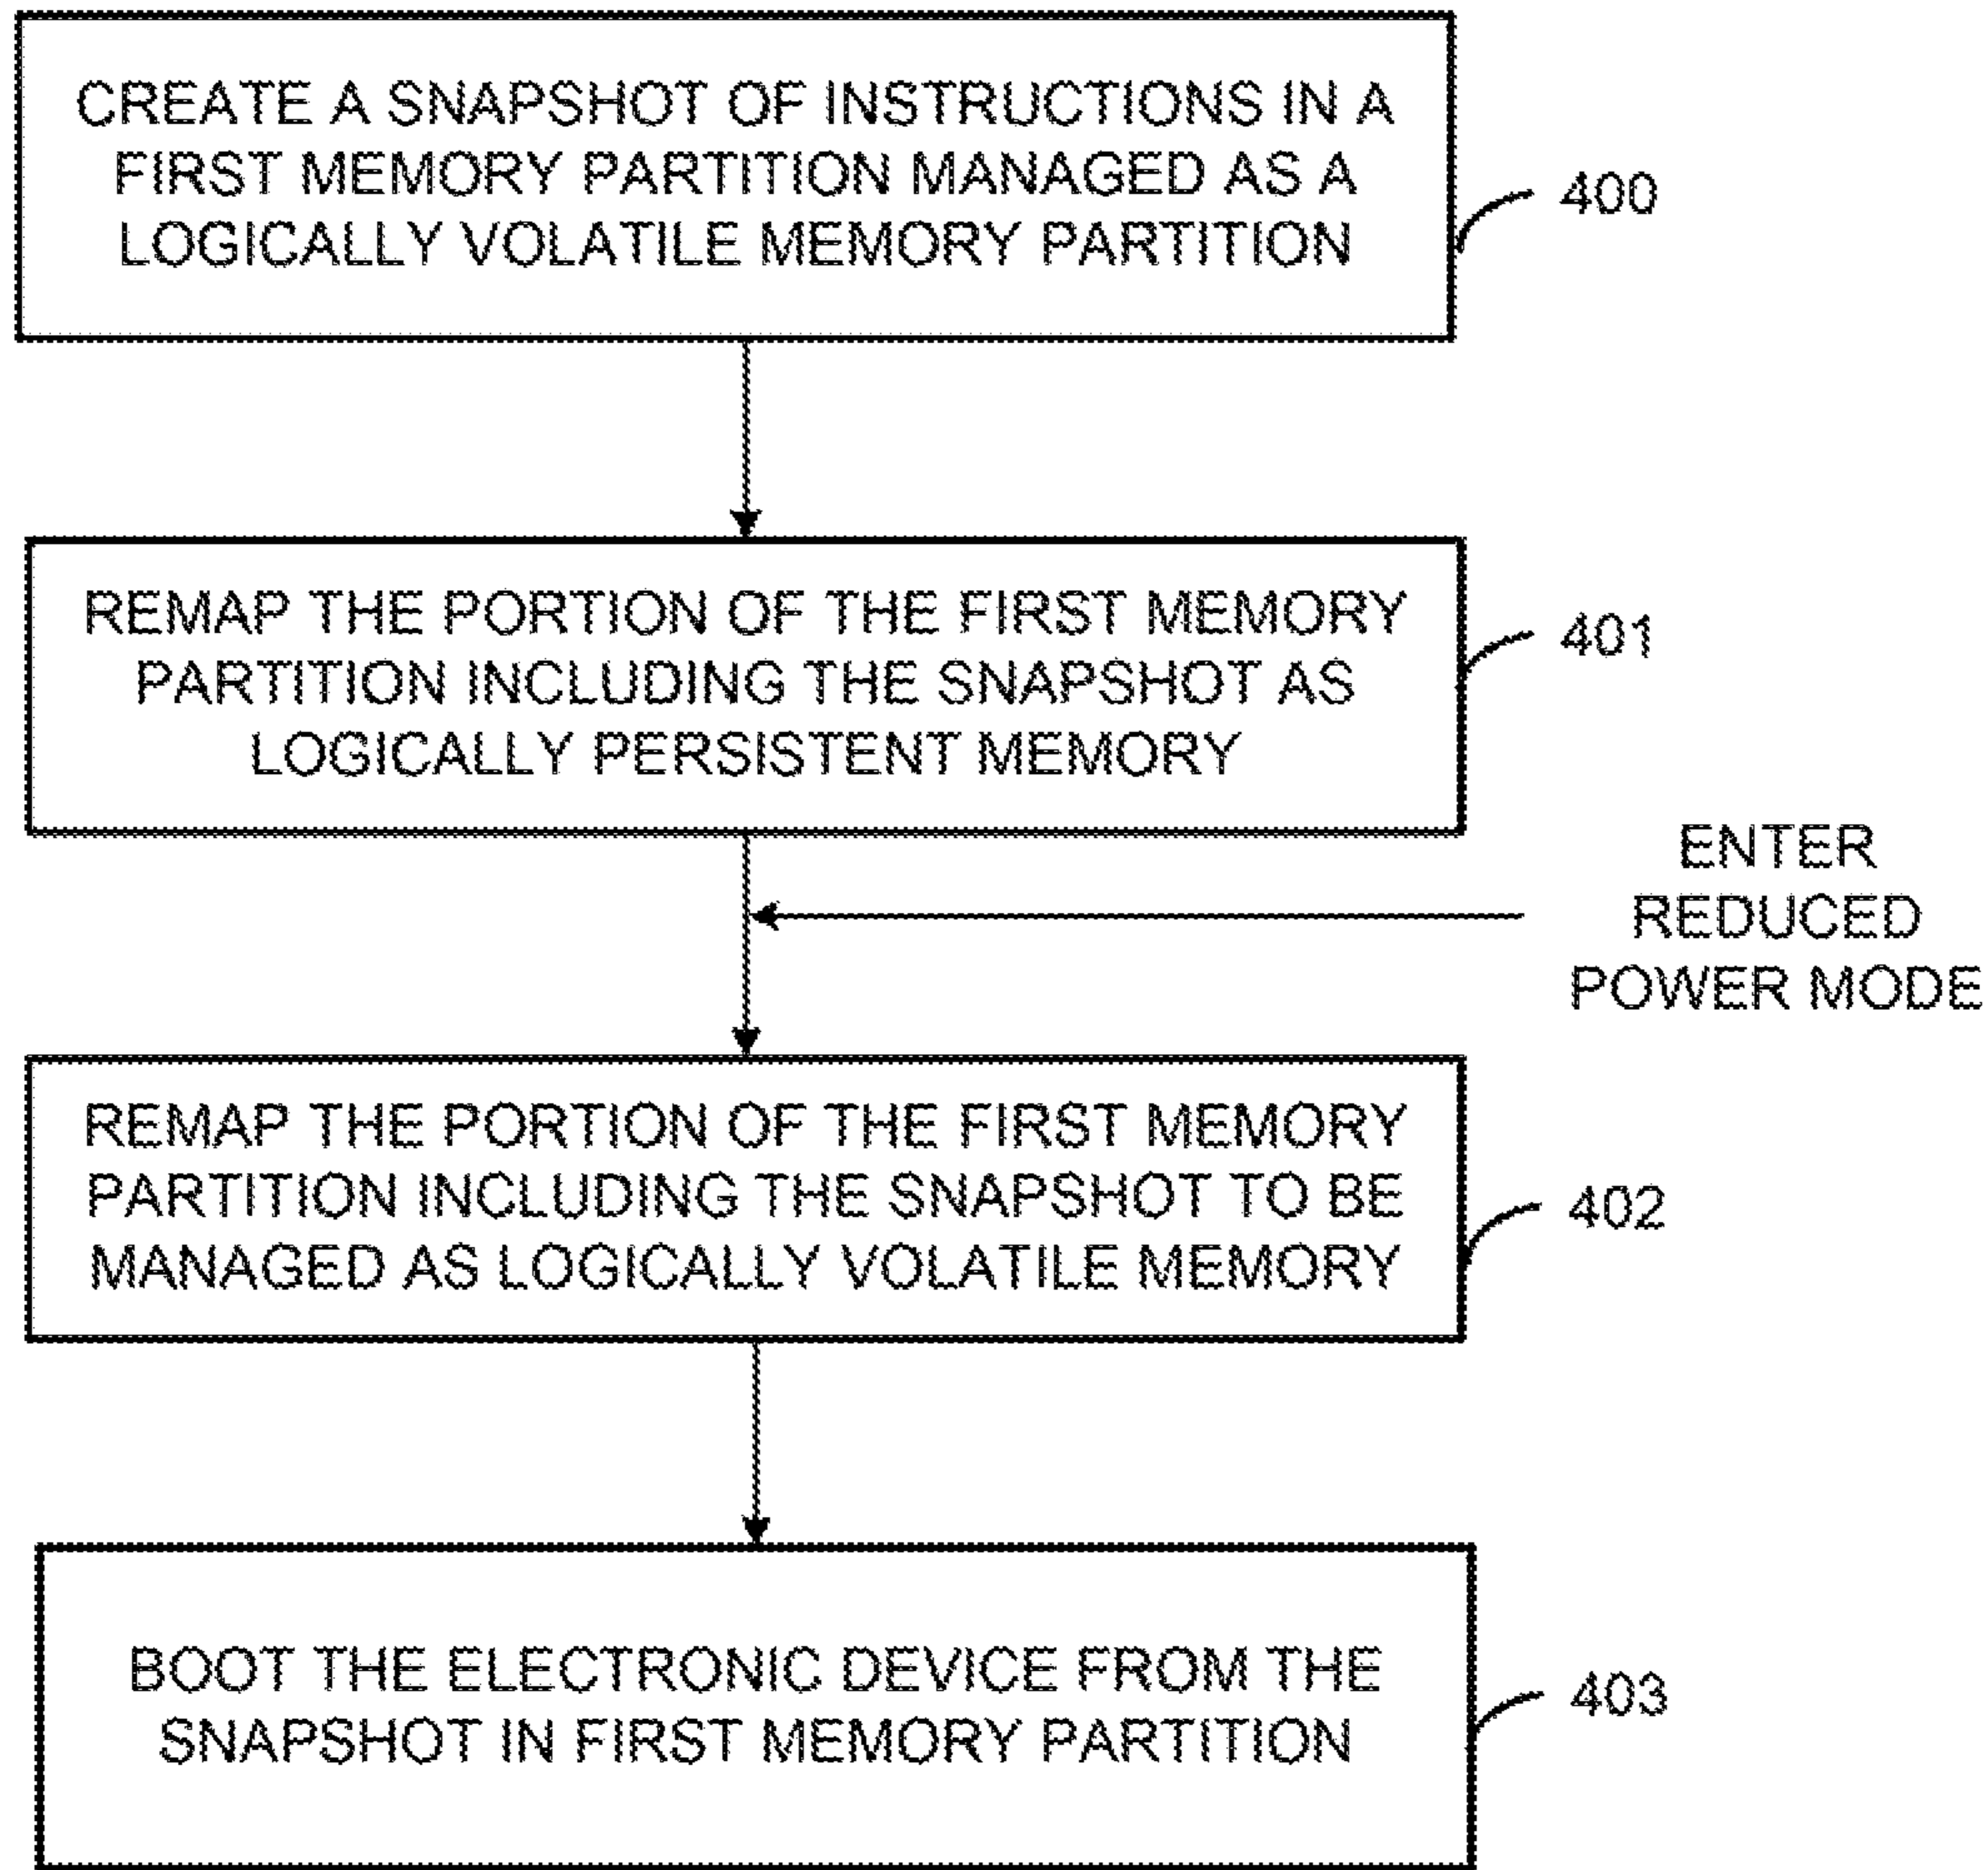 CREATE A SNAPSHOT OF INSTRUCTIONS IN A
FIRST MEMORY PARTITION MANAGED AS A
LOGICALLY VOLATILE MEMORY PARTITION
400
REMAP THE PORTION OF THE FIRST MEMORY
PARTITION INCLUDING THE SNAPSHOT AS
LOGICALLY PERSISTENT MEMORY
401
ENTER
REDUCED
POWER MODE
REMAP THE PORTION OF THE FIRST MEMORY
PARTITION INCLUDING THE SNAPSHOT TO BE
MANAGED AS LOGICALLY VOLATILE MEMORY
402
BOOT THE ELECTRONIC DEVICE FROM THE
SNAPSHOT IN FIRST MEMORY PARTITION
403